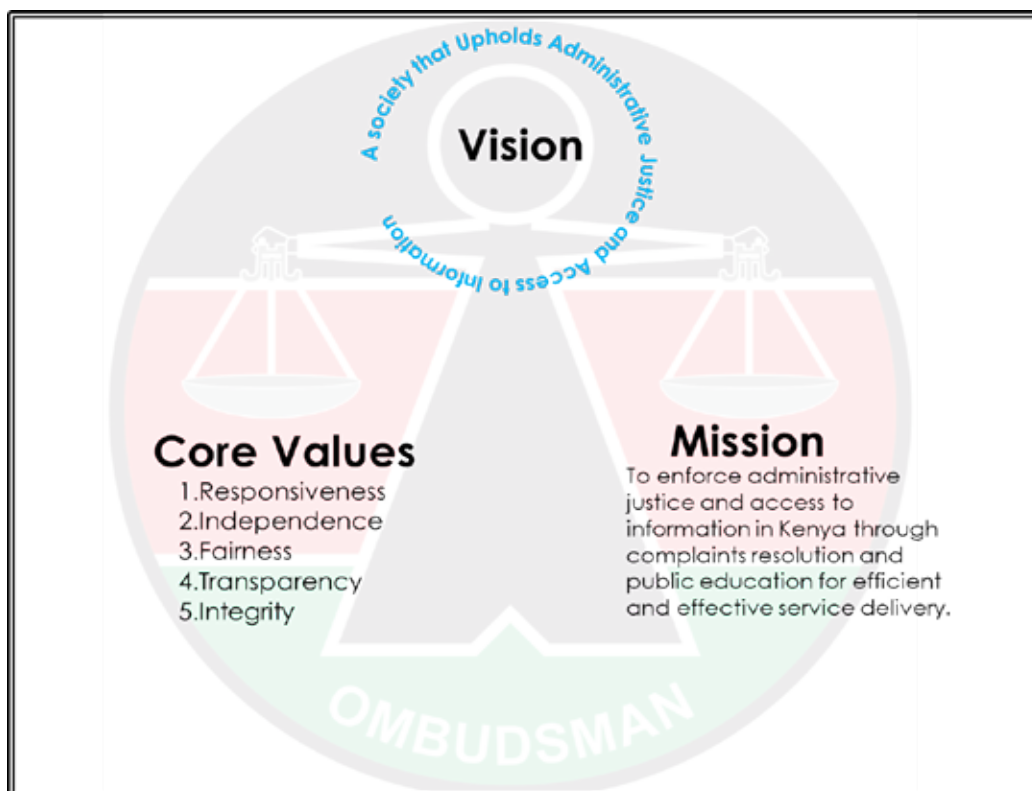 A society that Upholds Administrative Justice and Access to Information
Vision
Core Values
1.Responsiveness
2.Independence
3.Fairness
4.Transparency
5.Integrity
Mission
To enforce administrative
justice and access to
information in Kenya through
complaints resolution and
public education for efficient
and effective service delivery.
OMBUDSMAN